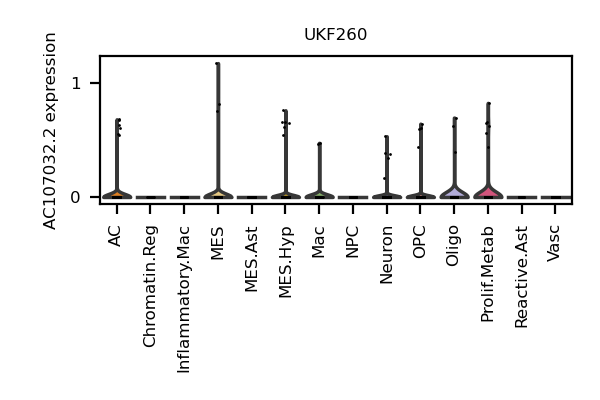 UKF260
AC107032.2 expression
1
0
AC
Chromatin.Reg
Inflammatory.Mac
MES
MES.Ast
MES.Hyp
Mac
NPC
Neuron
OPC
Oligo
Prolif.Metab
Reactive.Ast
Vasc